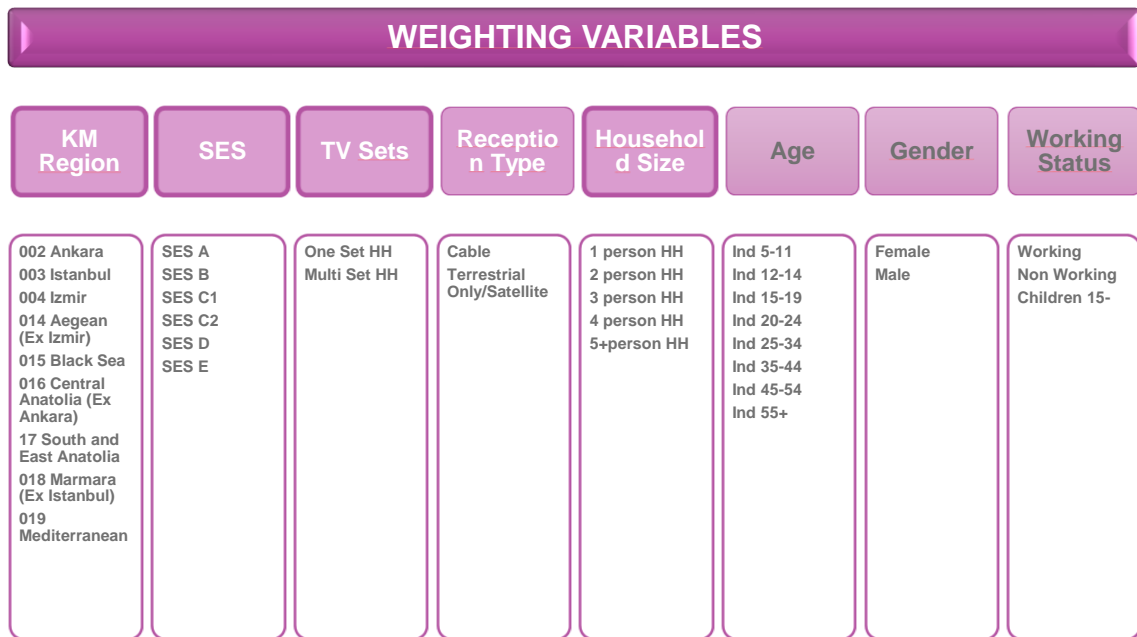 WEIGHTING VARIABLES
KM
Region
SES
TV Sets
Receptio
n Type
Househol
d Size
Age
Gender
Working
Status
002 Ankara
003 Istanbul
004 Izmir
014 Aegean
(Ex Izmir)
015 Black Sea
016 Central
Anatolia (Ex
Ankara)
17 South and
East Anatolia
018 Marmara
(Ex Istanbul)
019
Mediterranean
SES A
SES B
SES C1
SES C2
SES D
SES E
One Set HH
Multi Set HH
Cable
Terrestrial
Only/Satellite
1 person HH
2 person HH
3 person HH
4 person HH
5+person HH
Ind 5-11
Ind 12-14
Ind 15-19
Ind 20-24
Ind 25-34
Ind 35-44
Ind 45-54
Ind 55+
Female
Male
Working
Non Working
Children 15-